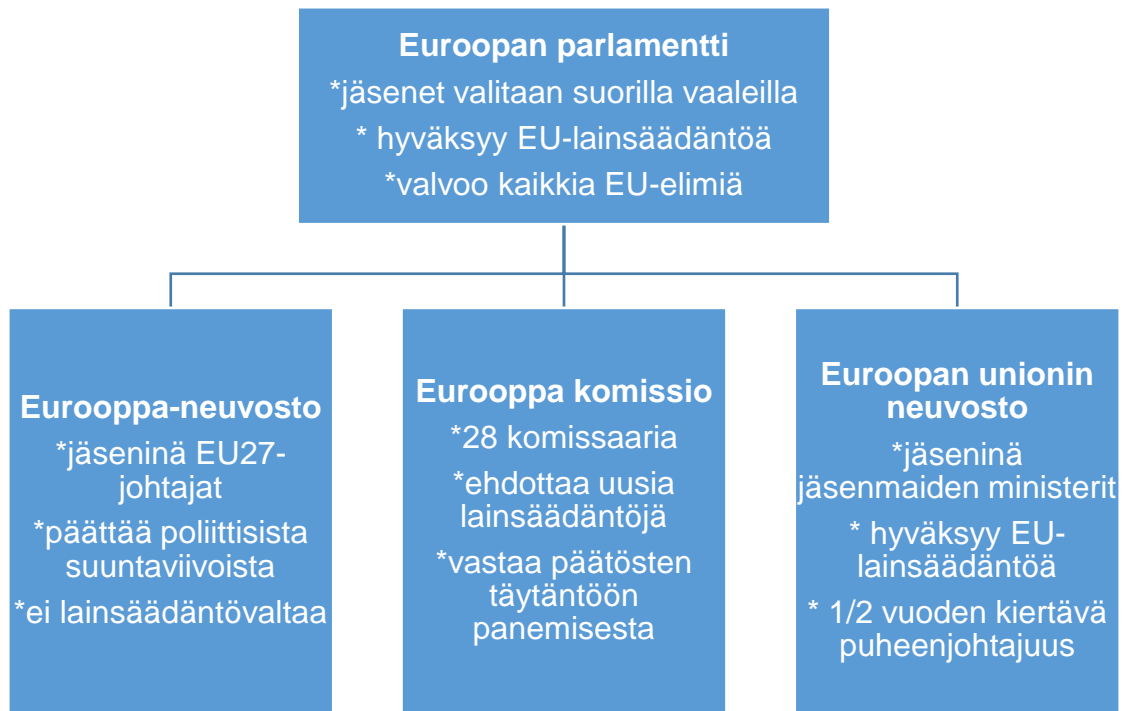 Euroopan parlamentti
*jäsenet valitaan suorilla vaaleilla
* hyväksyy EU-lainsäädäntöä
*valvoo kaikkia EU-elimiä
Eurooppa-neuvosto
*jäseninä EU27-
johtajat
*päättää poliittisista
suuntaviivoista
*ei lainsäädäntövaltaa
Eurooppa komissio
*28 komissaaria
*ehdottaa uusia
lainsäädäntöjä
*vastaa päätösten
täytäntöön
panemisesta
Euroopan unionin
neuvosto
*jäseninä
jäsenmaiden ministerit
* hyväksyy EU-
lainsäädäntöä
* 1/2 vuoden kiertävä
puheenjohtajuus